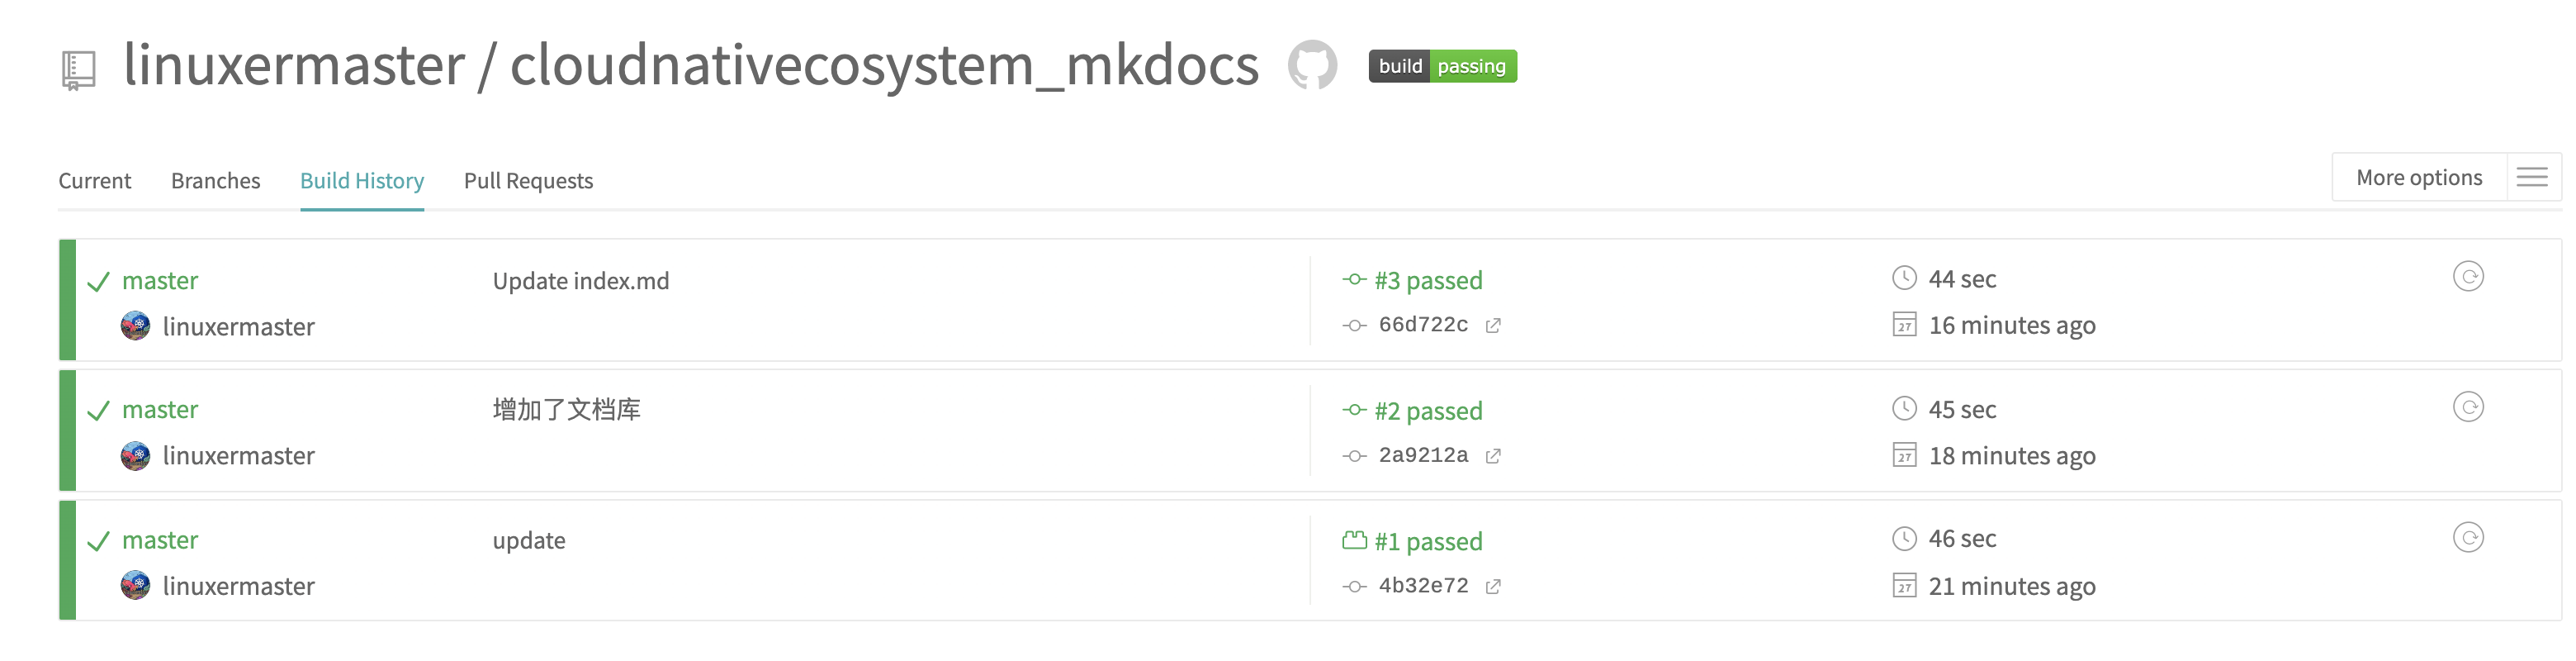 linuxermaster / cloudnativecosystem_mkdocs build passing
Current Branches Build History Pull Requests More options
master Update index.md #3 passed 44 sec
linuxermaster 66d722c 27 16 minutes ago
master 增加了文档库 #2 passed 45 sec
linuxermaster 2a9212a 27 18 minutes ago
master update #1 passed 46 sec
linuxermaster 4b32e72 27 21 minutes ago